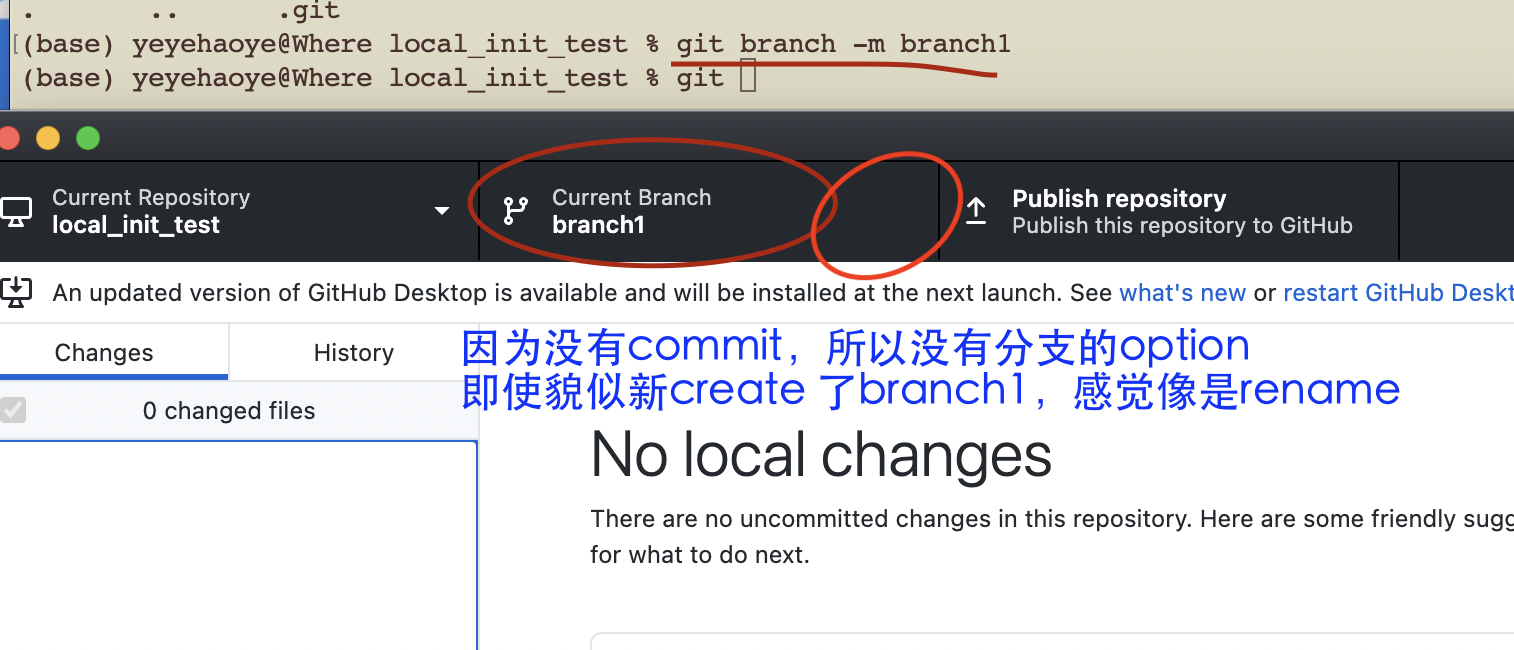 . .. .git
[(base) yeyehaoye@Where local_init_test % git branch -m branch1
(base) yeyehaoye@Where local_init_test % git
Current Repository
local_init_test
Current Branch
branch1
Publish repository
Publish this repository to GitHub
An updated version of GitHub Desktop is available and will be installed at the next launch. See what's new or restart GitHub Deskt
Changes
History
因为没有commit，所以没有分支的option
即使貌似新create 了branch1，感觉像是rename
0 changed files
No local changes
There are no uncommitted changes in this repository. Here are some friendly sugg
for what to do next.